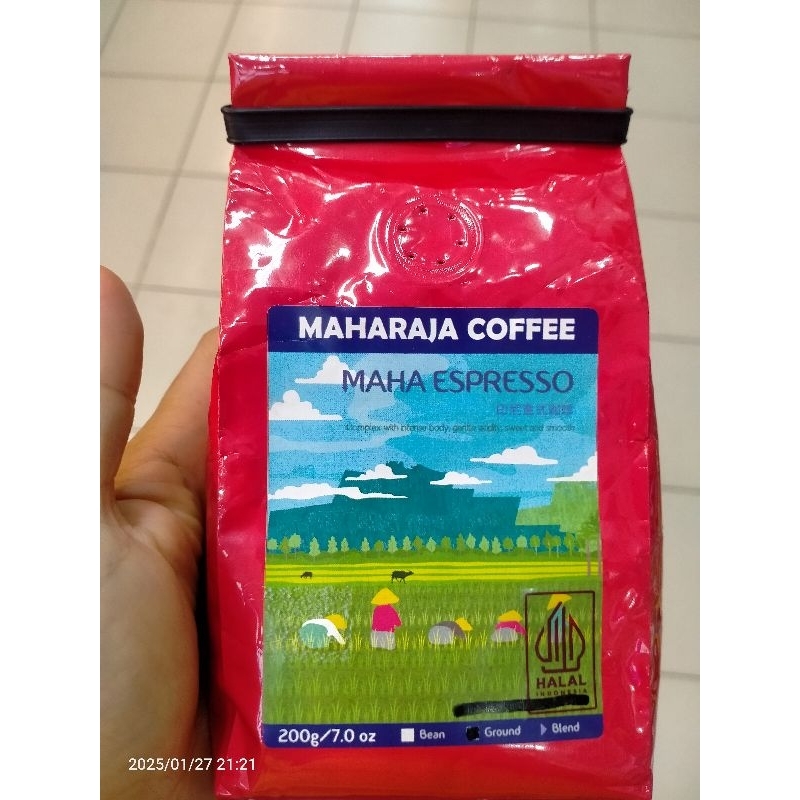 MAHARAJA COFFEE
MAHA ESPRESSO
Complex with intense body, gentle acidity, sweet and smooth
HALAL
INDONESIA
200g/7.0 oz Bean Ground Blend
2025/01/27 21:21